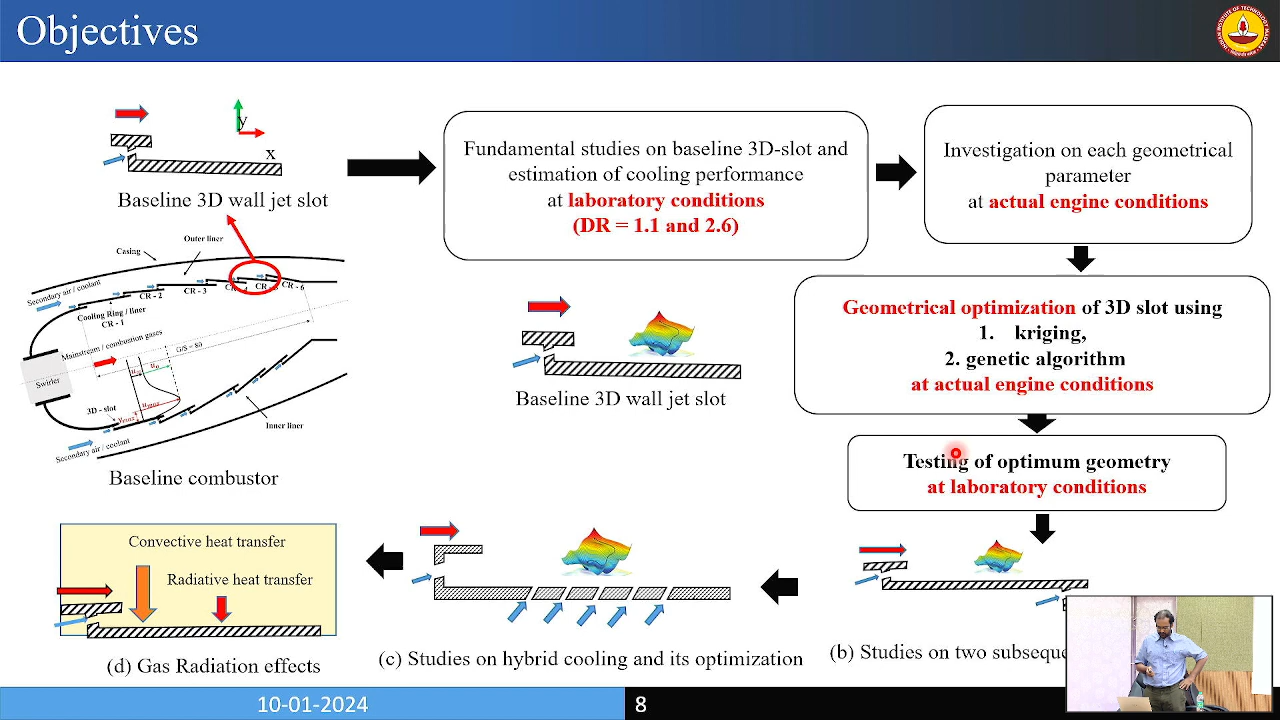 Objectives
y
x
Baseline 3D wall jet slot
Fundamental studies on baseline 3D-slot and
estimation of cooling performance
at laboratory conditions
(DR = 1.1 and 2.6)
Investigation on each geometrical
parameter
at actual engine conditions
Casing
Outer liner
Secondary air / coolant
CR - 2
CR - 3
CR - 6
Cooling Ring / liner
CR - 1
Mainstream / combustion gases
Swirler
3D - slot
Secondary air / coolant
Inner liner
Baseline combustor
Baseline 3D wall jet slot
Geometrical optimization of 3D slot using
1. kriging,
2. genetic algorithm
at actual engine conditions
Testing of optimum geometry
at laboratory conditions
Convective heat transfer
Radiative heat transfer
(d) Gas Radiation effects
(c) Studies on hybrid cooling and its optimization
(b) Studies on two
10-01-2024
8